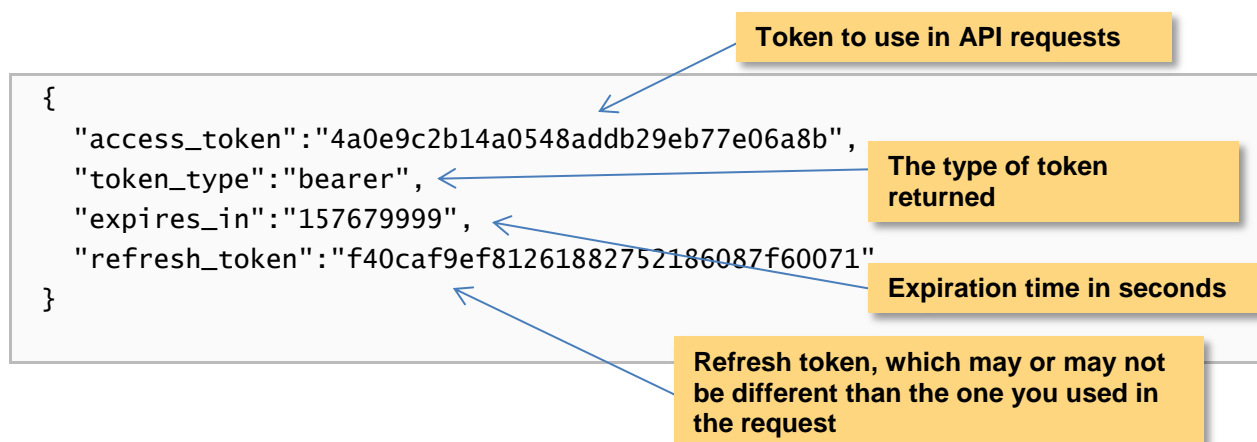 Token to use in API requests
{
"access_token":"4a0e9c2b14a0548addb29eb77e06a8b",
"token_type":"bearer",
"expires_in":"157679999",
"refresh_token":"f40caf9ef81261882752186087f60071"
}
The type of token
returned
Expiration time in seconds
Refresh token, which may or may not
be different than the one you used in
the request